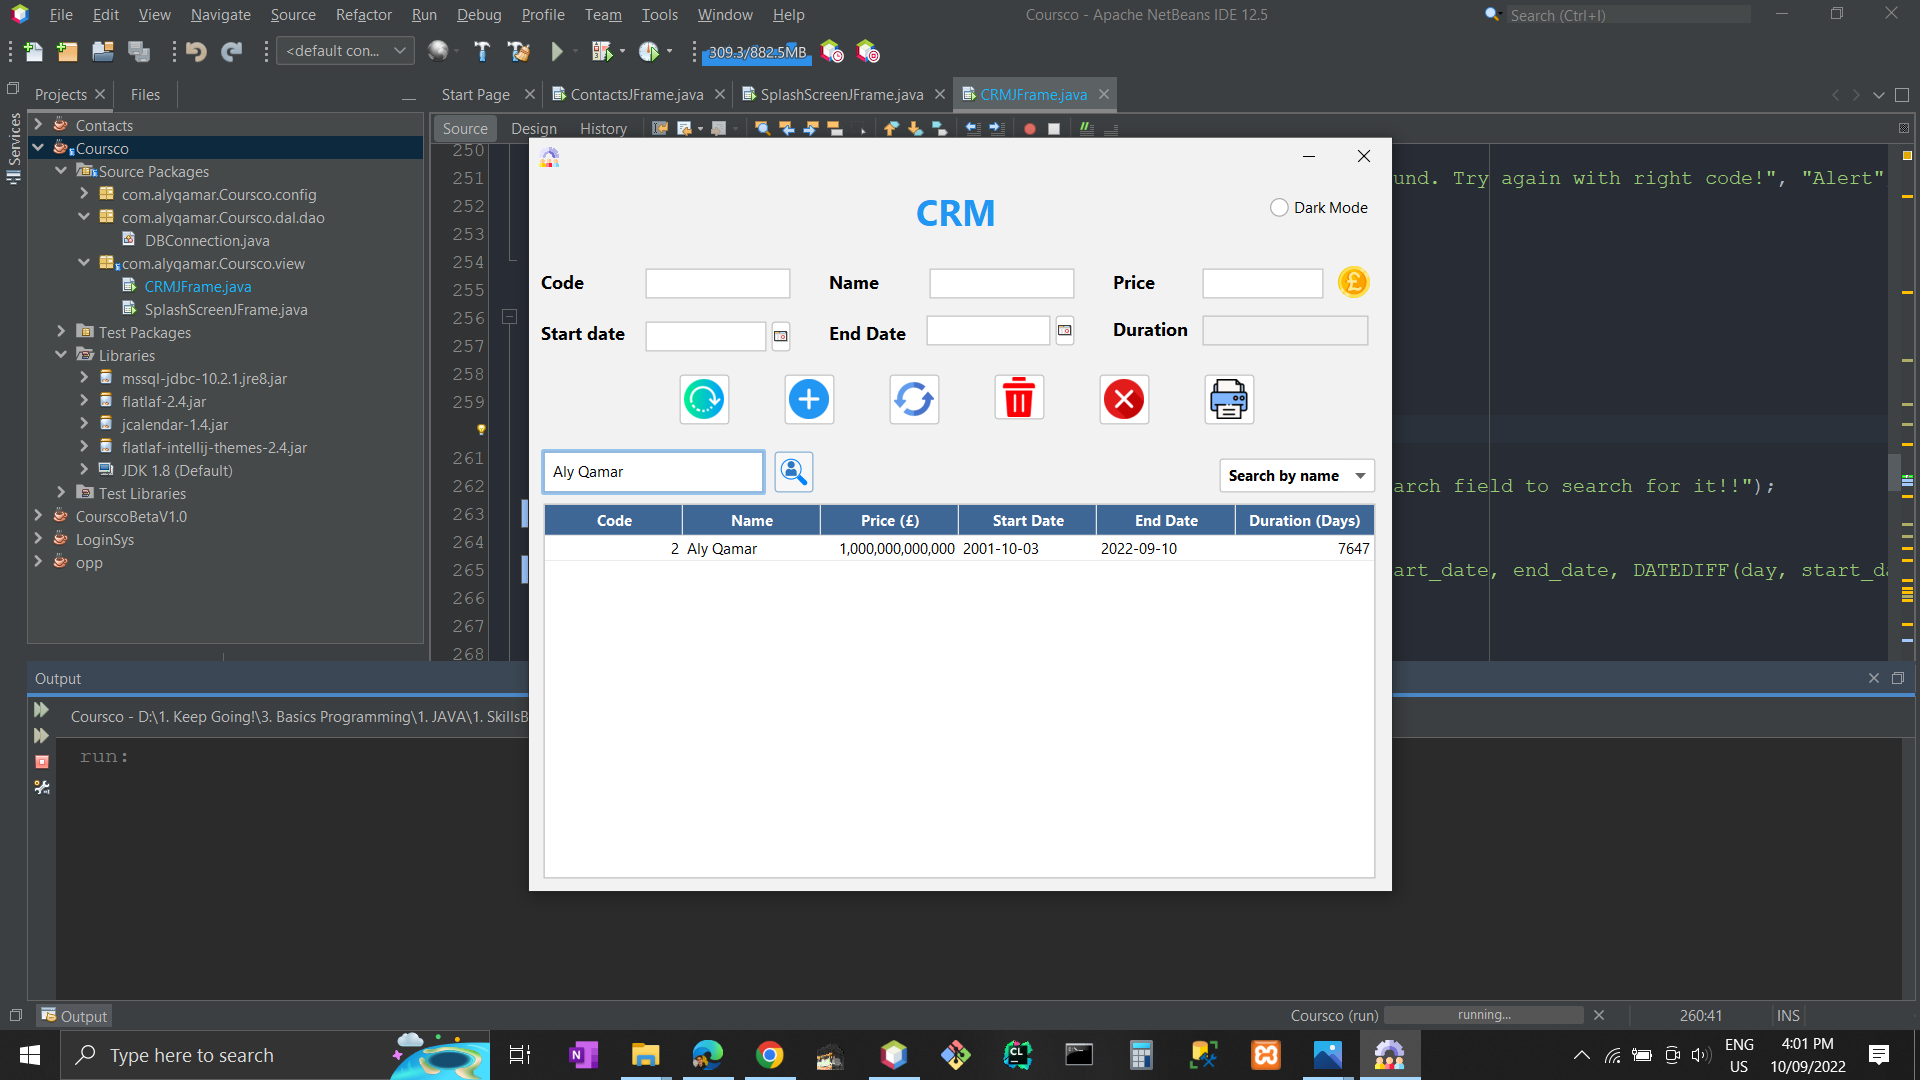 File Edit View Navigate Source Refactor Run Debug Profile Team Tools Window Help
Coursco - Apache NetBeans IDE 12.5
Search (Ctrl+I)
<default con...
309.3/882.5MB
Services
Projects
Files
Start Page
ContactsJFrame.java
SplashScreenJFrame.java
CRMJFrame.java
Source Design History
Contacts
Coursco
Source Packages
com.alyqamar.Coursco.config
com.alyqamar.Coursco.dal.dao
DBConnection.java
com.alyqamar.Coursco.view
CRMJFrame.java
SplashScreenJFrame.java
Test Packages
Libraries
mssql-jdbc-10.2.1.jre8.jar
flatlaf-2.4.jar
jcalendar-1.4.jar
flatlaf-intellij-themes-2.4.jar
JDK 1.8 (Default)
Test Libraries
CourscoBetaV1.0
LoginSys
opp
250
251
252
253
254
255
256
257
258
259
261
262
263
264
265
266
267
268
und. Try again with right code!", "Alert"
arch field to search for it!!");
art_date, end_date, DATEDIFF(day, start_da
CRM
Dark Mode
Code
Name
Price
£
Start date
End Date
Duration
Aly Qamar
Search by name
Code Name Price (£) Start Date End Date Duration (Days)
2 Aly Qamar 1,000,000,000,000 2001-10-03 2022-09-10 7647
Output
Coursco - D:\1. Keep Going!\3. Basics Programming\1. JAVA\1. SkillsB
run:
Output
Coursco (run)
running...
260:41
INS
Type here to search
N
CL
ENG
US
4:01 PM
10/09/2022